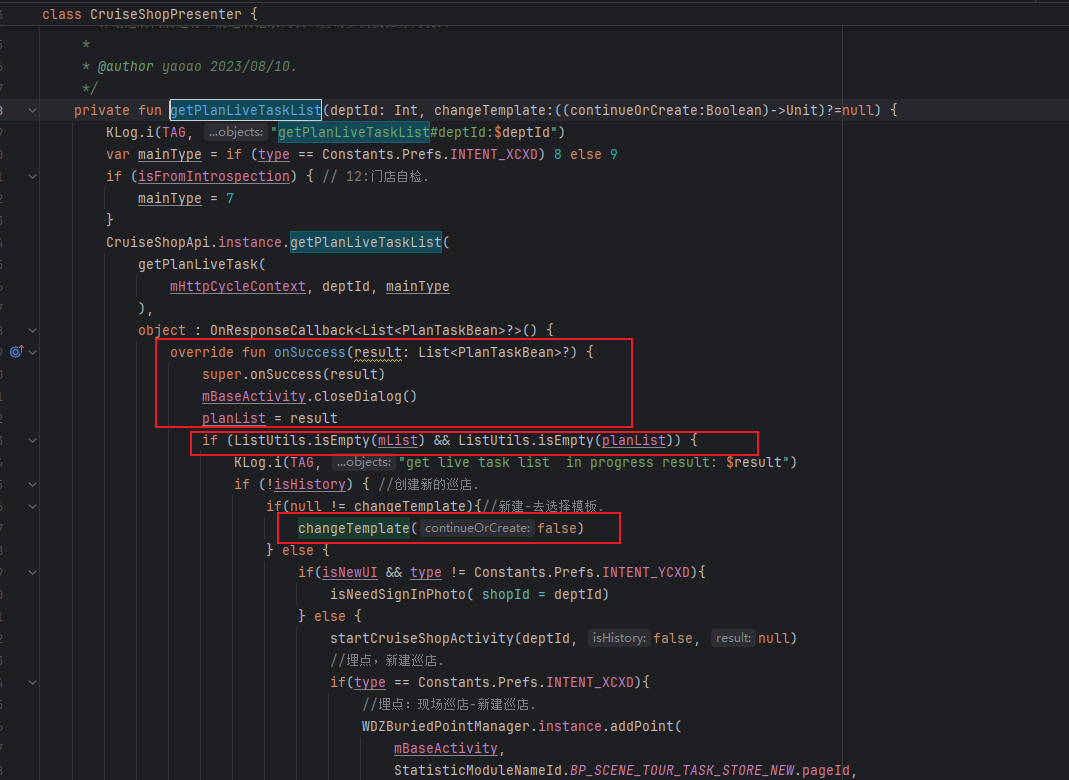 class CruiseShopPresenter {
*
* @author yaoao 2023/08/10.
*/
private fun getPlanLiveTaskList(deptId: Int, changeTemplate:((continueOrCreate:Boolean)->Unit)?=null) {
KLog.i(TAG, ...objects: "getPlanLiveTaskList#deptId:$deptId")
var mainType = if (type == Constants.Prefs.INTENT_XCXD) 8 else 9
if (isFromIntrospection) { // 12:门店自检.
mainType = 7
}
CruiseShopApi.instance.getPlanLiveTaskList(
getPlanLiveTask(
mHttpCycleContext, deptId, mainType
),
object : OnResponseCallback<List<PlanTaskBean>?>() {
override fun onSuccess(result: List<PlanTaskBean>?) {
super.onSuccess(result)
mBaseActivity.closeDialog()
planList = result
if (ListUtils.isEmpty(mList) && ListUtils.isEmpty(planList)) {
KLog.i(TAG, ...objects: "get live task list  in progress result: $result")
if (!isHistory) { //创建新的巡店.
if(null != changeTemplate){//新建-去选择模板.
changeTemplate( continueOrCreate: false)
} else {
if(isNewUI && type != Constants.Prefs.INTENT_YCXD){
isNeedSignInPhoto( shopId = deptId)
} else {
startCruiseShopActivity(deptId, isHistory: false, result: null)
//埋点，新建巡店.
if(type == Constants.Prefs.INTENT_XCXD){
//埋点: 现场巡店-新建巡店.
WDZBuriedPointManager.instance.addPoint(
mBaseActivity,
StatisticModuleNameId.BP_SCENE_TOUR_TASK_STORE_NEW.pageId,